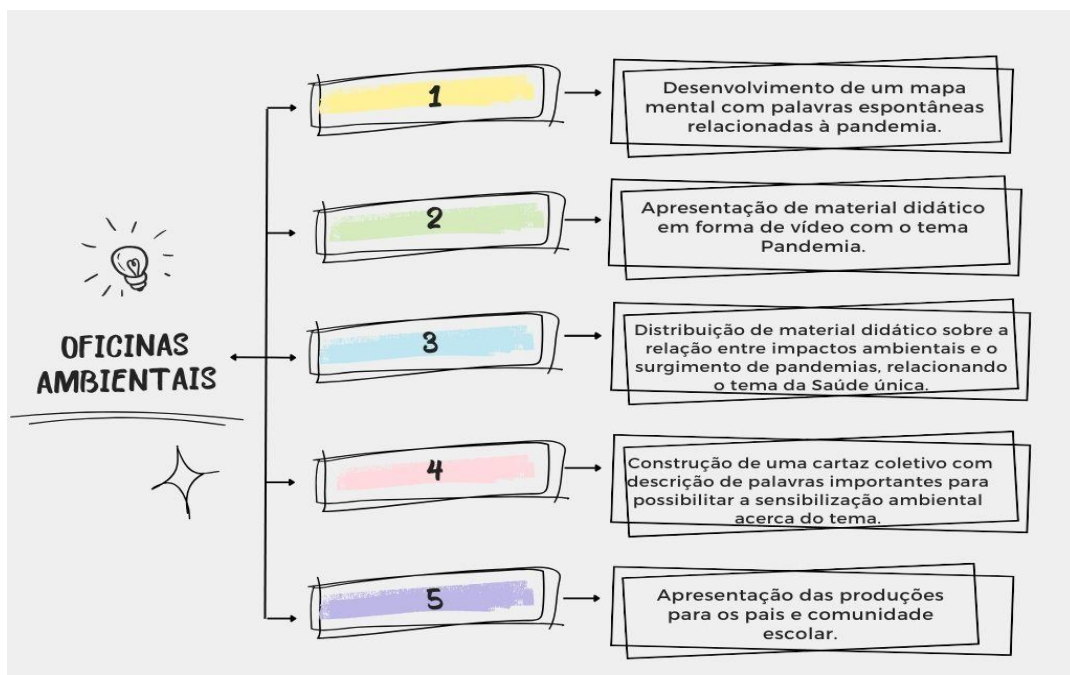 OFICINAS
AMBIENTAIS
1
Desenvolvimento de um mapa
mental com palavras espontâneas
relacionadas à pandemia.
2
Apresentação de material didático
em forma de vídeo com o tema
Pandemia.
3
Distribuição de material didático sobre a
relação entre impactos ambientais e o
surgimento de pandemias, relacionando
o tema da Saúde única.
4
Construção de uma cartaz coletivo com
descrição de palavras importantes para
possibilitar a sensibilização ambiental
acerca do tema.
5
Apresentação das produções
para os pais e comunidade
escolar.